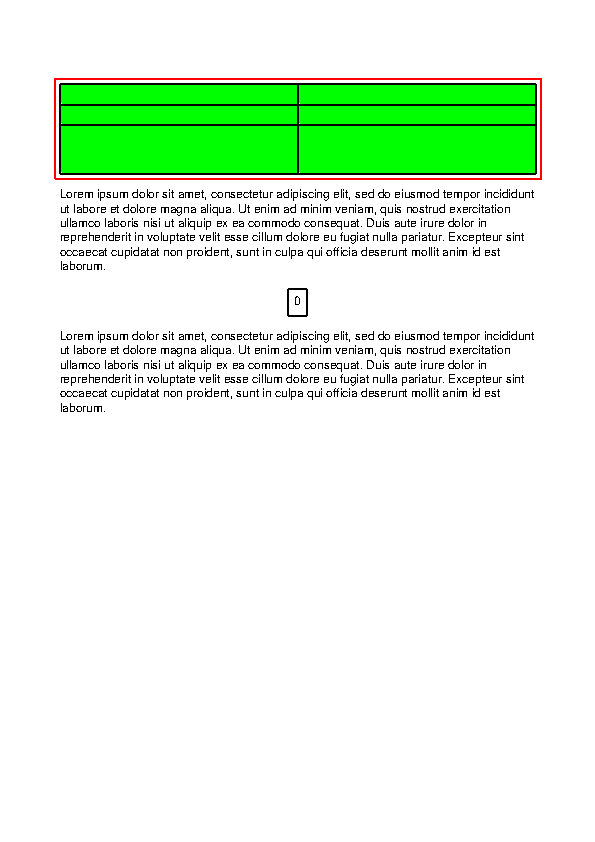 Lorem ipsum dolor sit amet, consectetur adipiscing elit, sed do eiusmod tempor incididunt
ut labore et dolore magna aliqua. Ut enim ad minim veniam, quis nostrud exercitation
ullamco laboris nisi ut aliquip ex ea commodo consequat. Duis aute irure dolor in
reprehenderit in voluptate velit esse cillum dolore eu fugiat nulla pariatur. Excepteur sint
occaecat cupidatat non proident, sunt in culpa qui officia deserunt mollit anim id est
laborum.
0
Lorem ipsum dolor sit amet, consectetur adipiscing elit, sed do eiusmod tempor incididunt
ut labore et dolore magna aliqua. Ut enim ad minim veniam, quis nostrud exercitation
ullamco laboris nisi ut aliquip ex ea commodo consequat. Duis aute irure dolor in
reprehenderit in voluptate velit esse cillum dolore eu fugiat nulla pariatur. Excepteur sint
occaecat cupidatat non proident, sunt in culpa qui officia deserunt mollit anim id est
laborum.